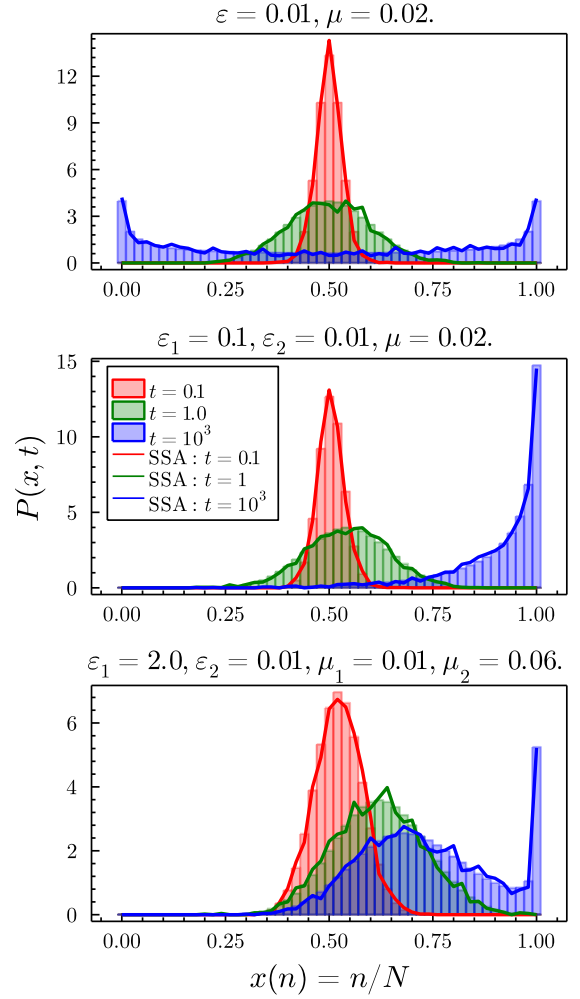 ε = 0.01, μ = 0.02.
12
9
6
3
0
0.00 0.25 0.50 0.75 1.00
ε₁ = 0.1, ε₂ = 0.01, μ = 0.02.
15
10
5
0
t = 0.1
t = 1.0
t = 10³
SSA : t = 0.1
SSA : t = 1
SSA : t = 10³
P(x, t)
0.00 0.25 0.50 0.75 1.00
ε₁ = 2.0, ε₂ = 0.01, μ₁ = 0.01, μ₂ = 0.06.
6
4
2
0
0.00 0.25 0.50 0.75 1.00
x(n) = n/N